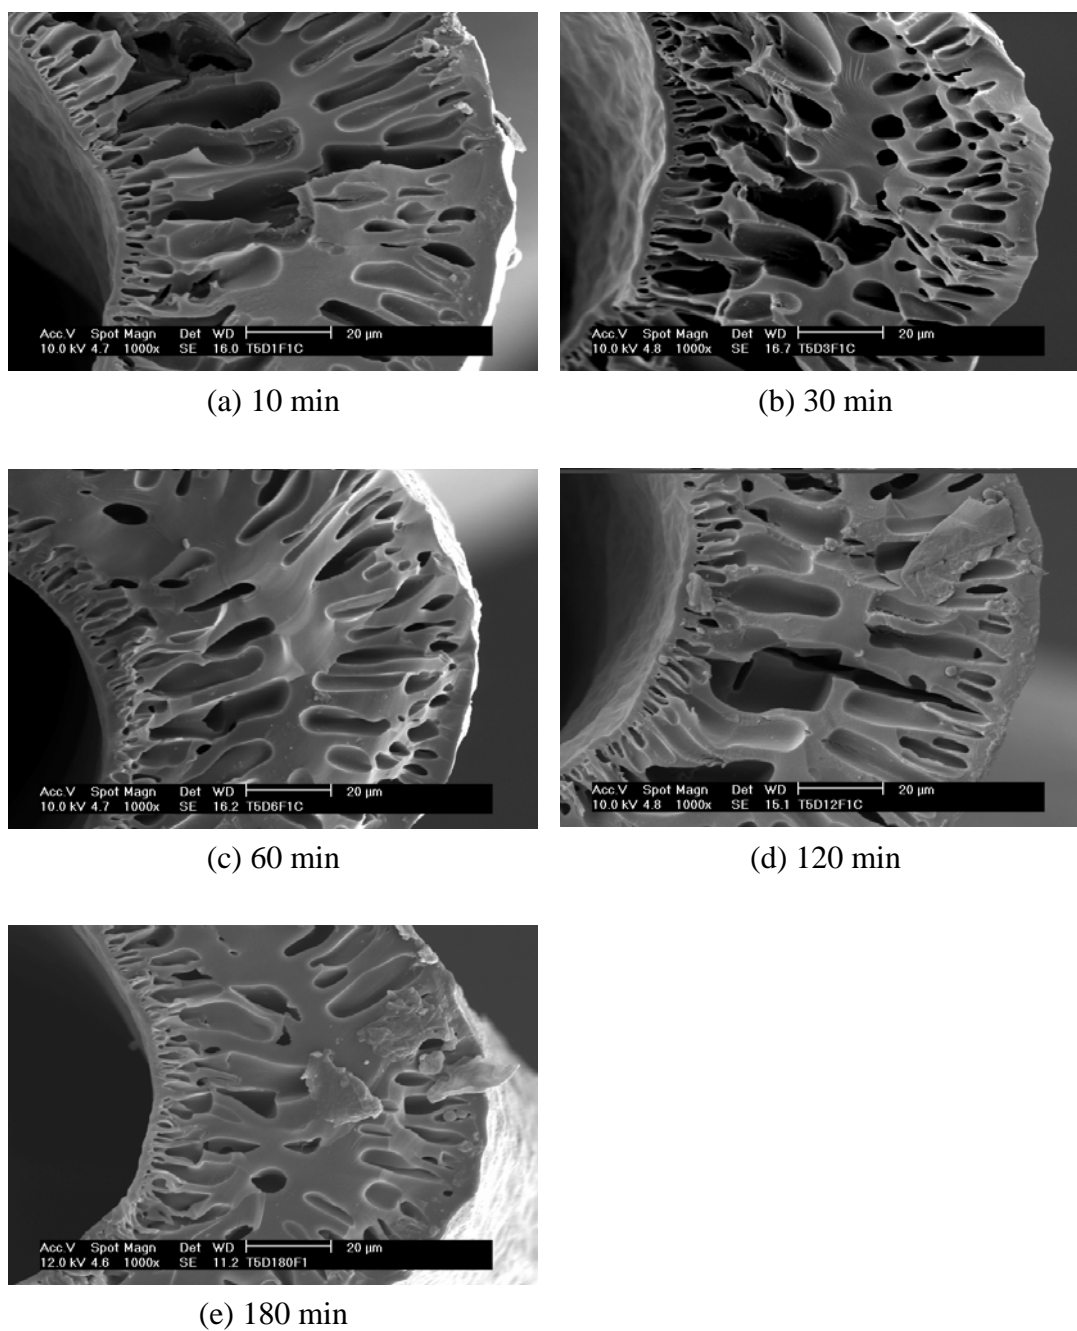 Acc.V Spot Magn Det WD 20 µm
10.0 kV 4.7 1000x SE 16.0 T5D1F1C
Acc.V Spot Magn Det WD 20 µm
10.0 kV 4.8 1000x SE 16.7 T5D3F1C
(a) 10 min
(b) 30 min
Acc.V Spot Magn Det WD 20 µm
10.0 kV 4.7 1000x SE 16.2 T5D6F1C
Acc.V Spot Magn Det WD 20 µm
10.0 kV 4.8 1000x SE 15.1 T5D12F1C
(c) 60 min
(d) 120 min
Acc.V Spot Magn Det WD 20 µm
12.0 kV 4.6 1000x SE 11.2 T5D180F1
(e) 180 min